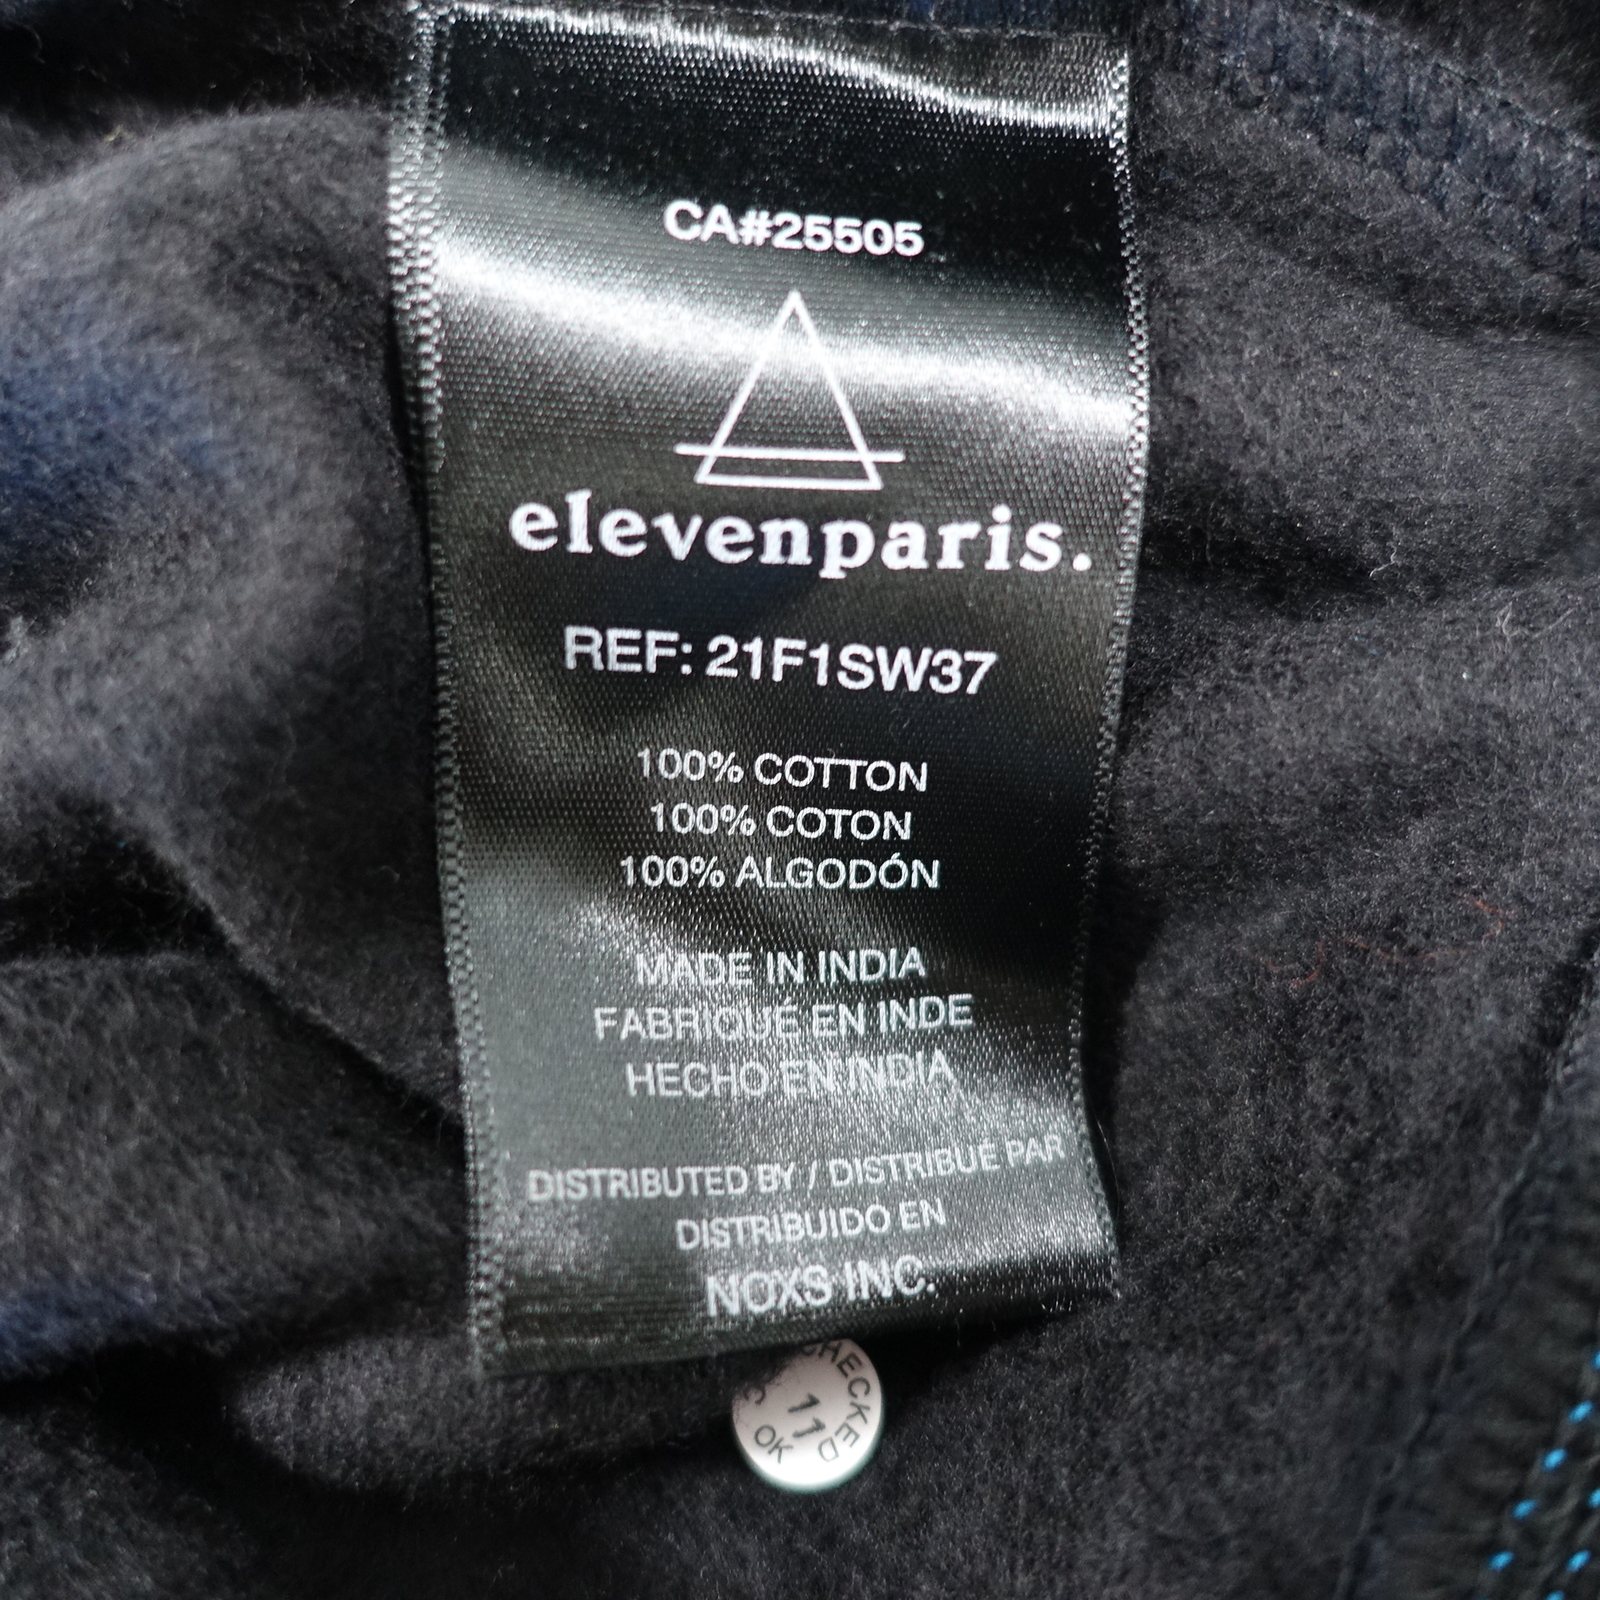 CA#25505
elevenparis.
REF: 21F1SW37
100% COTTON
100% COTON
100% ALGODÓN
MADE IN INDIA
FABRIQUÉ EN INDE
HECHO EN INDIA
DISTRIBUTED BY / DISTRIBUÉ PAR
DISTRIBUIDO EN
NOXS INC.
CHECKED
11
OK